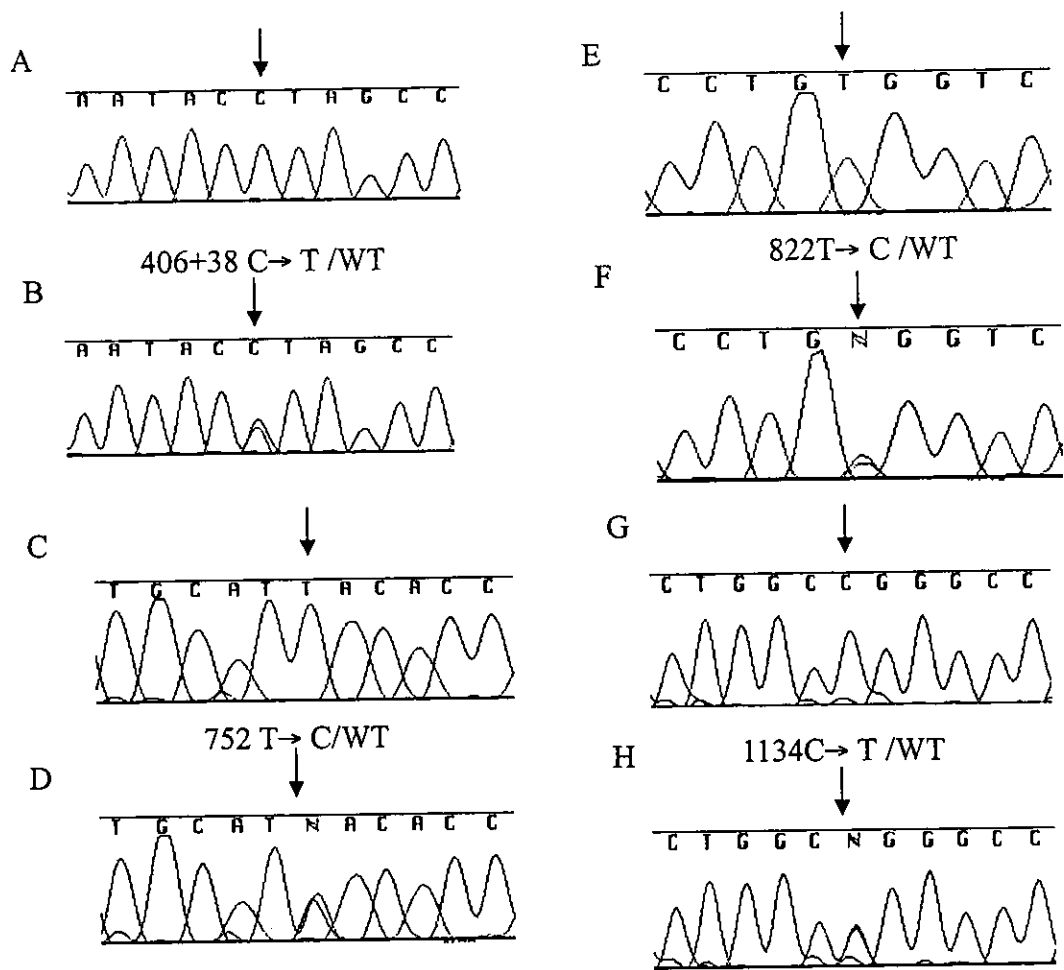 A
A A T A C C T A G C C
406+38 C→ T /WT
B
A A T A C C T A G C C
C
T G C A T T A C A C C
752 T→ C/WT
D
T G C A T N A C A C C
E
C C T G T G G T C
822T→ C /WT
F
C C T G N G G T C
G
C T G G C C G G G C C
1134C→ T /WT
H
C T G G C N G G G C C